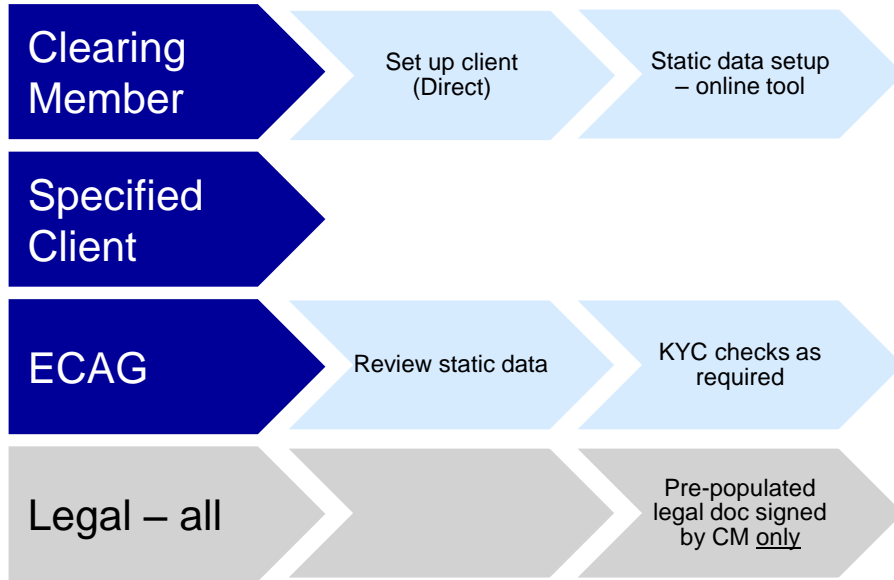 Clearing
Member
Set up client
(Direct)
Static data setup
– online tool
Specified
Client
ECAG
Review static data
KYC checks as
required
Legal – all
Pre-populated
legal doc signed
by CM only